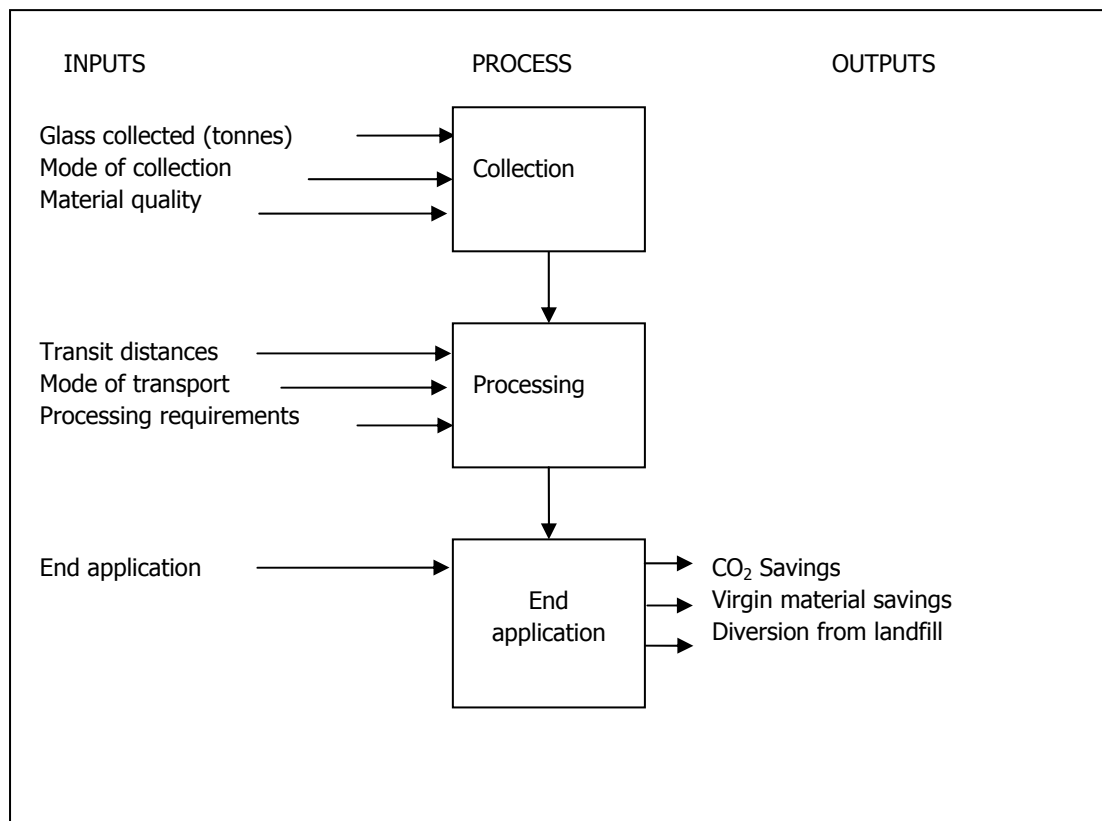 INPUTS PROCESS OUTPUTS
Glass collected (tonnes)
Mode of collection
Material quality
Collection
Transit distances
Mode of transport
Processing requirements
Processing
End application
End
application
CO₂ Savings
Virgin material savings
Diversion from landfill